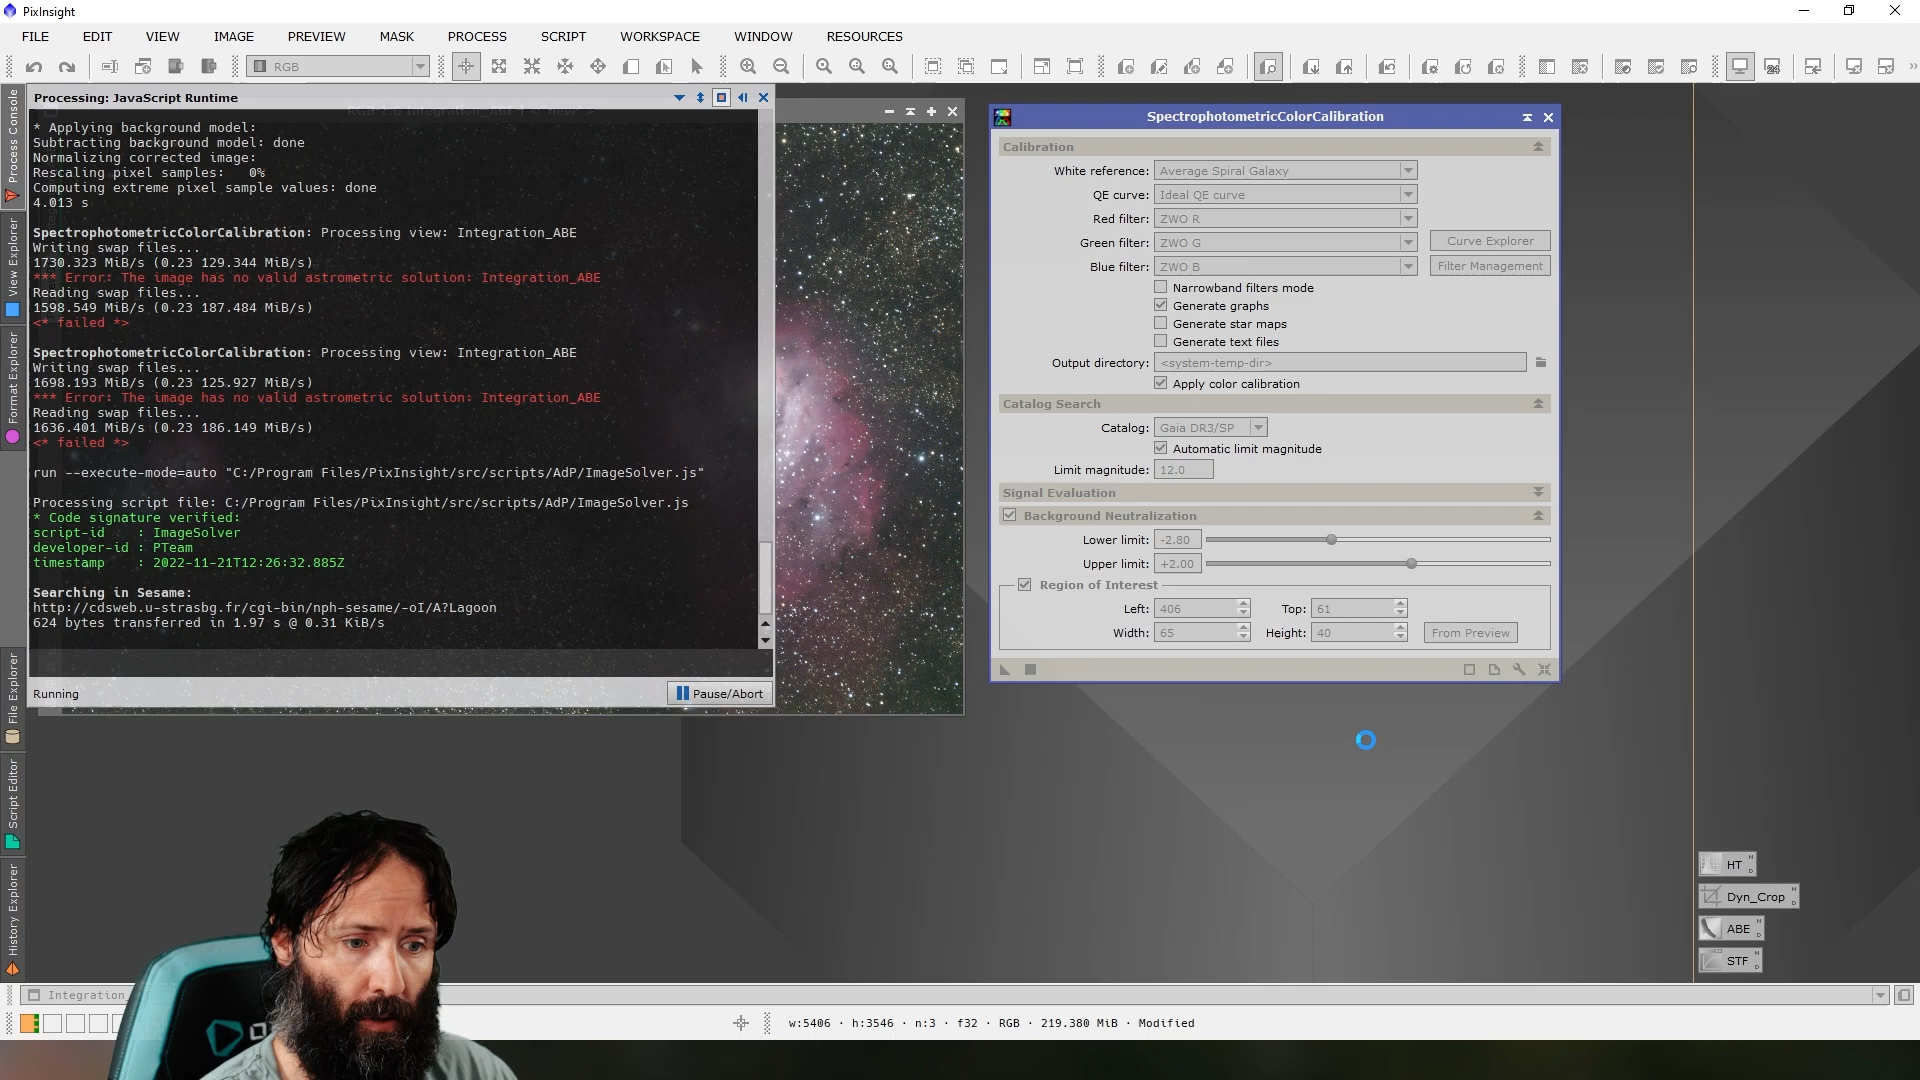 PixInsight
FILE EDIT VIEW IMAGE PREVIEW MASK PROCESS SCRIPT WORKSPACE WINDOW RESOURCES
RGB
Processing: JavaScript Runtime
* Applying background model:
Subtracting background model: done
Normalizing corrected image:
Rescaling pixel samples:   0%
Computing extreme pixel sample values: done
4.013 s
SpectrophotometricColorCalibration: Processing view: Integration_ABE
Writing swap files...
1730.323 MiB/s (0.23 129.344 MiB/s)
*** Error: The image has no valid astrometric solution: Integration_ABE
Reading swap files...
1598.549 MiB/s (0.23 187.484 MiB/s)
<* failed *>
SpectrophotometricColorCalibration: Processing view: Integration_ABE
Writing swap files...
1698.193 MiB/s (0.23 125.927 MiB/s)
*** Error: The image has no valid astrometric solution: Integration_ABE
Reading swap files...
1636.401 MiB/s (0.23 186.149 MiB/s)
<* failed *>
run --execute-mode=auto "C:/Program Files/PixInsight/src/scripts/AdP/ImageSolver.js"
Processing script file: C:/Program Files/PixInsight/src/scripts/AdP/ImageSolver.js
* Code signature verified:
script-id    : ImageSolver
developer-id : PTeam
timestamp    : 2022-11-21T12:26:32.885Z
Searching in Sesame:
http://cdsweb.u-strasbg.fr/cgi-bin/nph-sesame/-oI/A?Lagoon
624 bytes transferred in 1.97 s @ 0.31 KiB/s
Running
Pause/Abort
Process Console
View Explorer
Format Explorer
File Explorer
Script Editor
History Explorer
SpectrophotometricColorCalibration
Calibration
White reference: Average Spiral Galaxy
QE curve: Ideal QE curve
Red filter: ZWO R
Green filter: ZWO G
Curve Explorer
Blue filter: ZWO B
Filter Management
Narrowband filters mode
Generate graphs
Generate star maps
Generate text files
Output directory: <system-temp-dir>
Apply color calibration
Catalog Search
Catalog: Gaia DR3/SP
Automatic limit magnitude
Limit magnitude: 12.0
Signal Evaluation
Background Neutralization
Lower limit: -2.80
Upper limit: +2.00
Region of Interest
Left: 406 Top: 61
Width: 65 Height: 40 From Preview
HT
Dyn_Crop
ABE
STF
Integration_
w:5406 · h:3546 · n:3 · f32 · RGB · 219.380 MiB · Modified